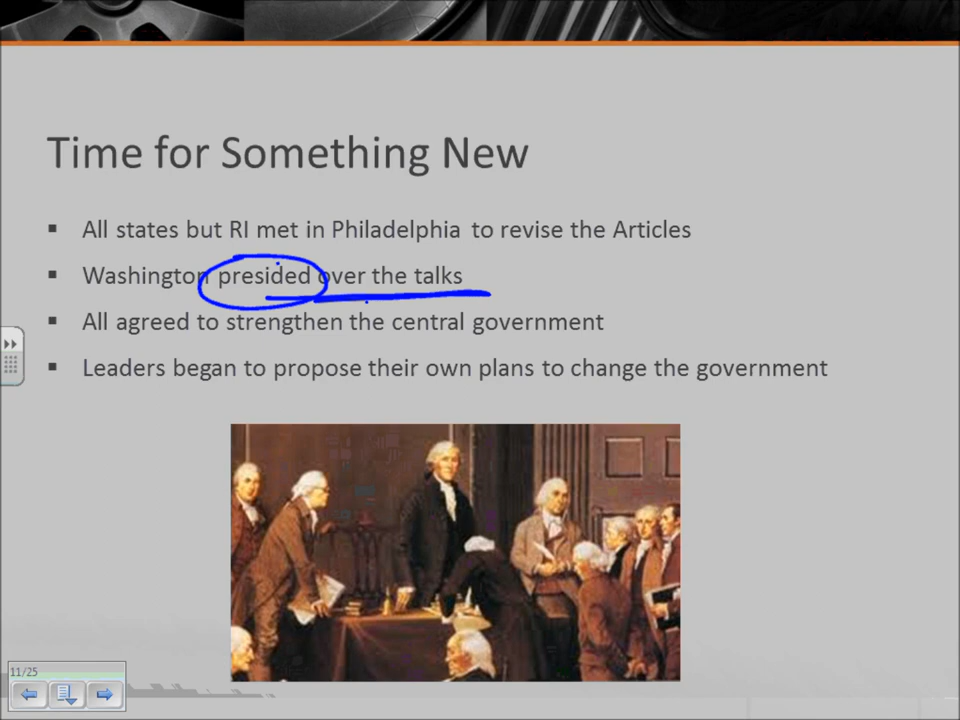 Time for Something New
▪ All states but RI met in Philadelphia to revise the Articles
▪ Washington presided over the talks
▪ All agreed to strengthen the central government
▪ Leaders began to propose their own plans to change the government
11/25